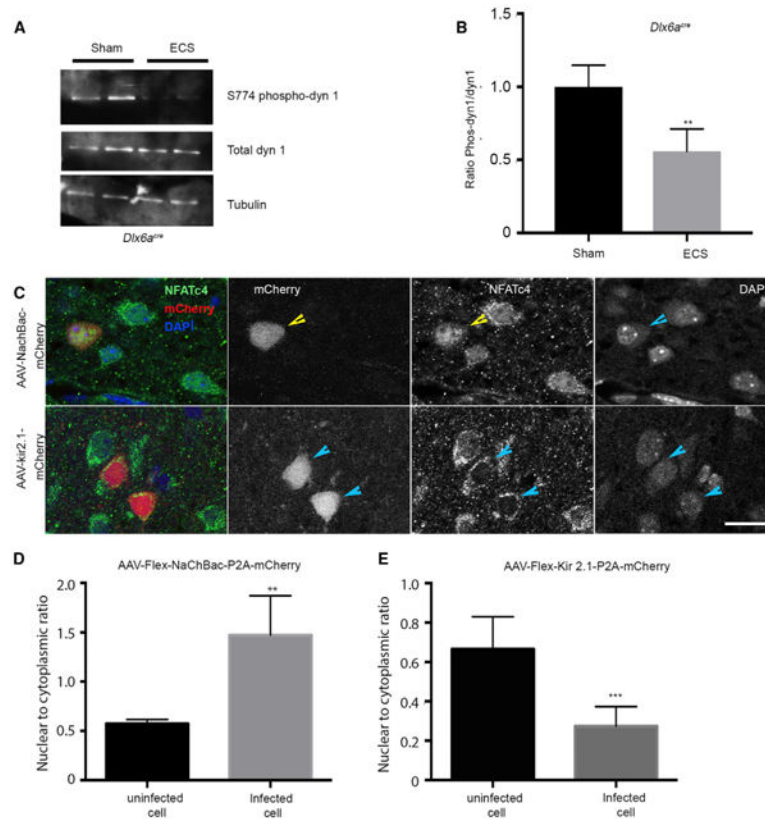 A
Sham ECS
S774 phospho-dyn 1
Total dyn 1
Tubulin
Dlx6aᶜʳᵉ
B
Dlx6aᶜʳᵉ
Ratio Phos-dyn1/dyn1
1.5
1.0
0.5
0
**
Sham ECS
C
NFATc4
mCherry
DAPi
mCherry
NFATc4
DAP
AAV-NachBac-
mCherry
AAV-kir2.1-
mCherry
D
AAV-Flex-NaChBac-P2A-mCherry
Nuclear to cytoplasmic ratio
2.0
1.5
1.0
0.5
0
**
uninfected Infected
cell cell
E
AAV-Flex-Kir 2.1-P2A-mCherry
Nuclear to cytoplasmic ratio
1.0
0.8
0.6
0.4
0.2
0
***
uninfected Infected
cell cell